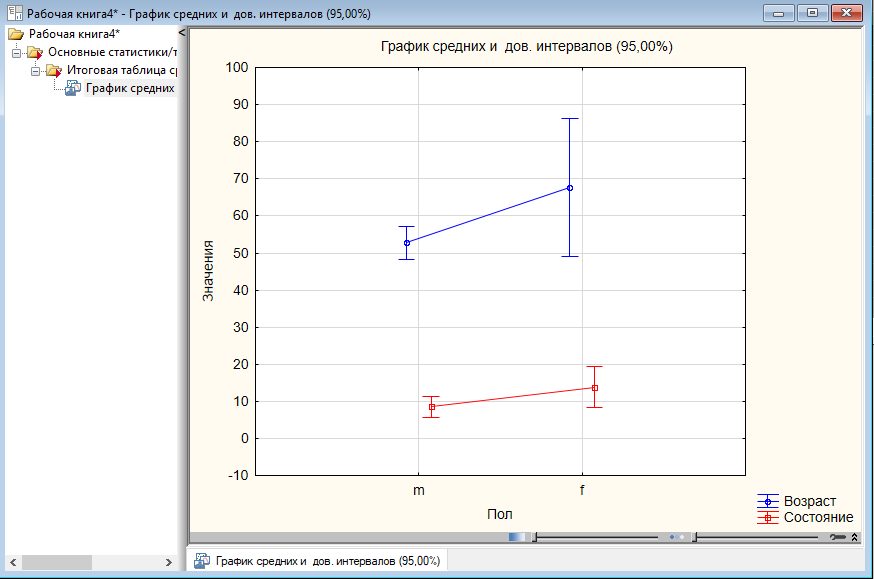 Рабочая книга4* - График средних и дов. интервалов (95,00%)
Рабочая книга4*
Основные статистики/т
Итоговая таблица ср
График средних
<
График средних и дов. интервалов (95,00%)
100
90
80
70
60
50
40
30
20
10
0
-10
Значения
m
f
Пол
Возраст
Состояние
График средних и дов. интервалов (95,00%)